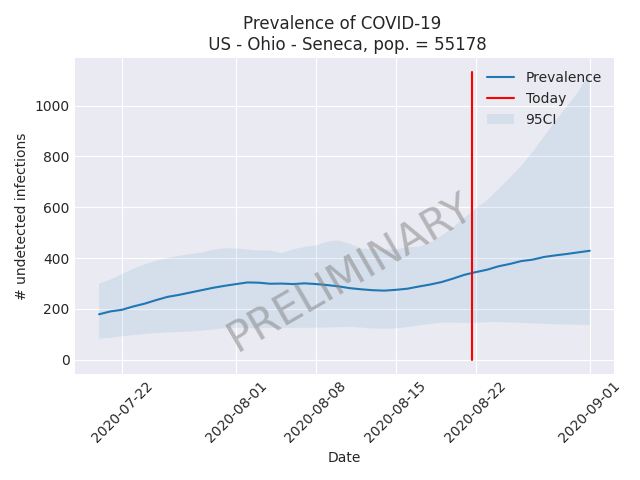 Prevalence of COVID-19
US - Ohio - Seneca, pop. = 55178
Prevalence
Today
95CI
# undetected infections
1000
800
600
400
200
0
PRELIMINARY
2020-07-22
2020-08-01
2020-08-08
2020-08-15
2020-08-22
2020-09-01
Date